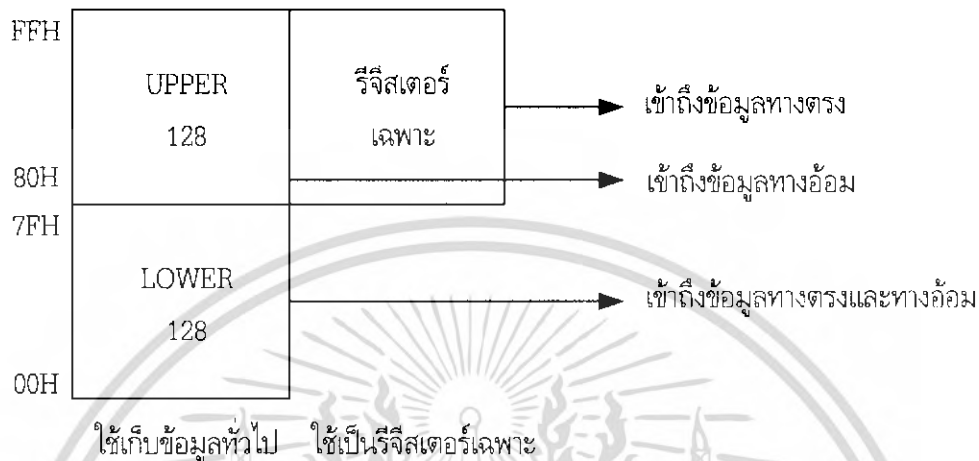 FFH
UPPER
128
รีจีสเตอร์
เฉพาะ
เข้าถึงข้อมูลทางตรง
80H
เข้าถึงข้อมูลทางอ้อม
7FH
LOWER
128
เข้าถึงข้อมูลทางตรงและทางอ้อม
00H
ใช้เก็บข้อมูลทั่วไป ใช้เป็นรีจีสเตอร์เฉพาะ